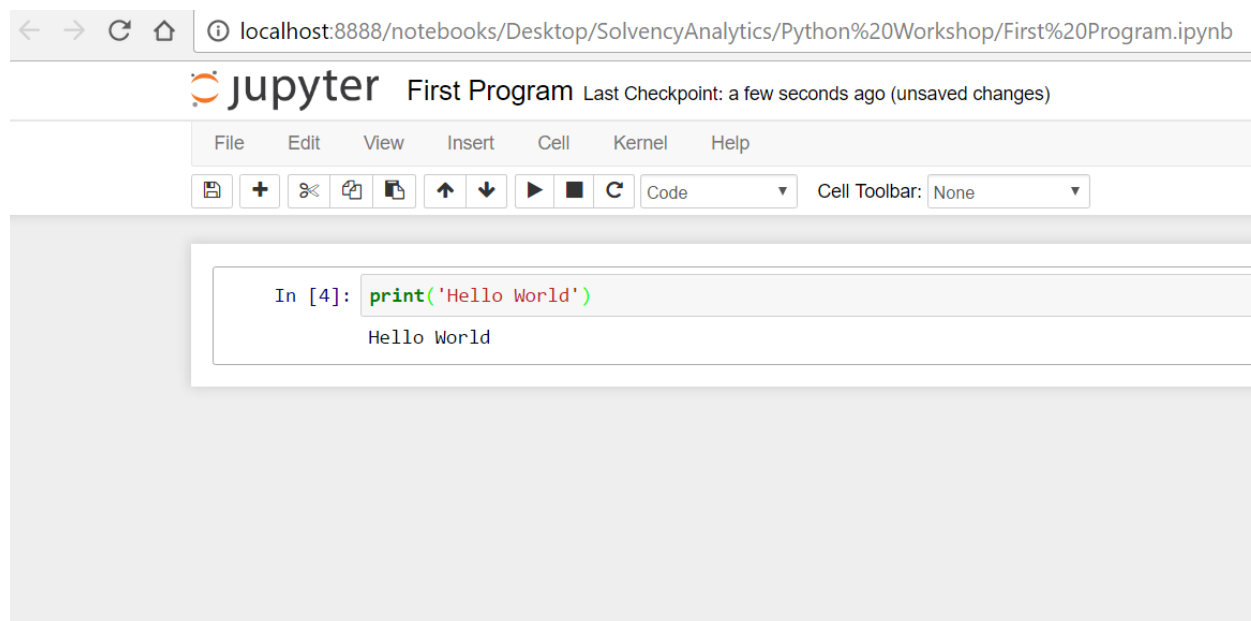 localhost:8888/notebooks/Desktop/SolvencyAnalytics/Python%20Workshop/First%20Program.ipynb
jupyter First Program Last Checkpoint: a few seconds ago (unsaved changes)
File Edit View Insert Cell Kernel Help
Code Cell Toolbar: None
In [4]: print('Hello World')
Hello World